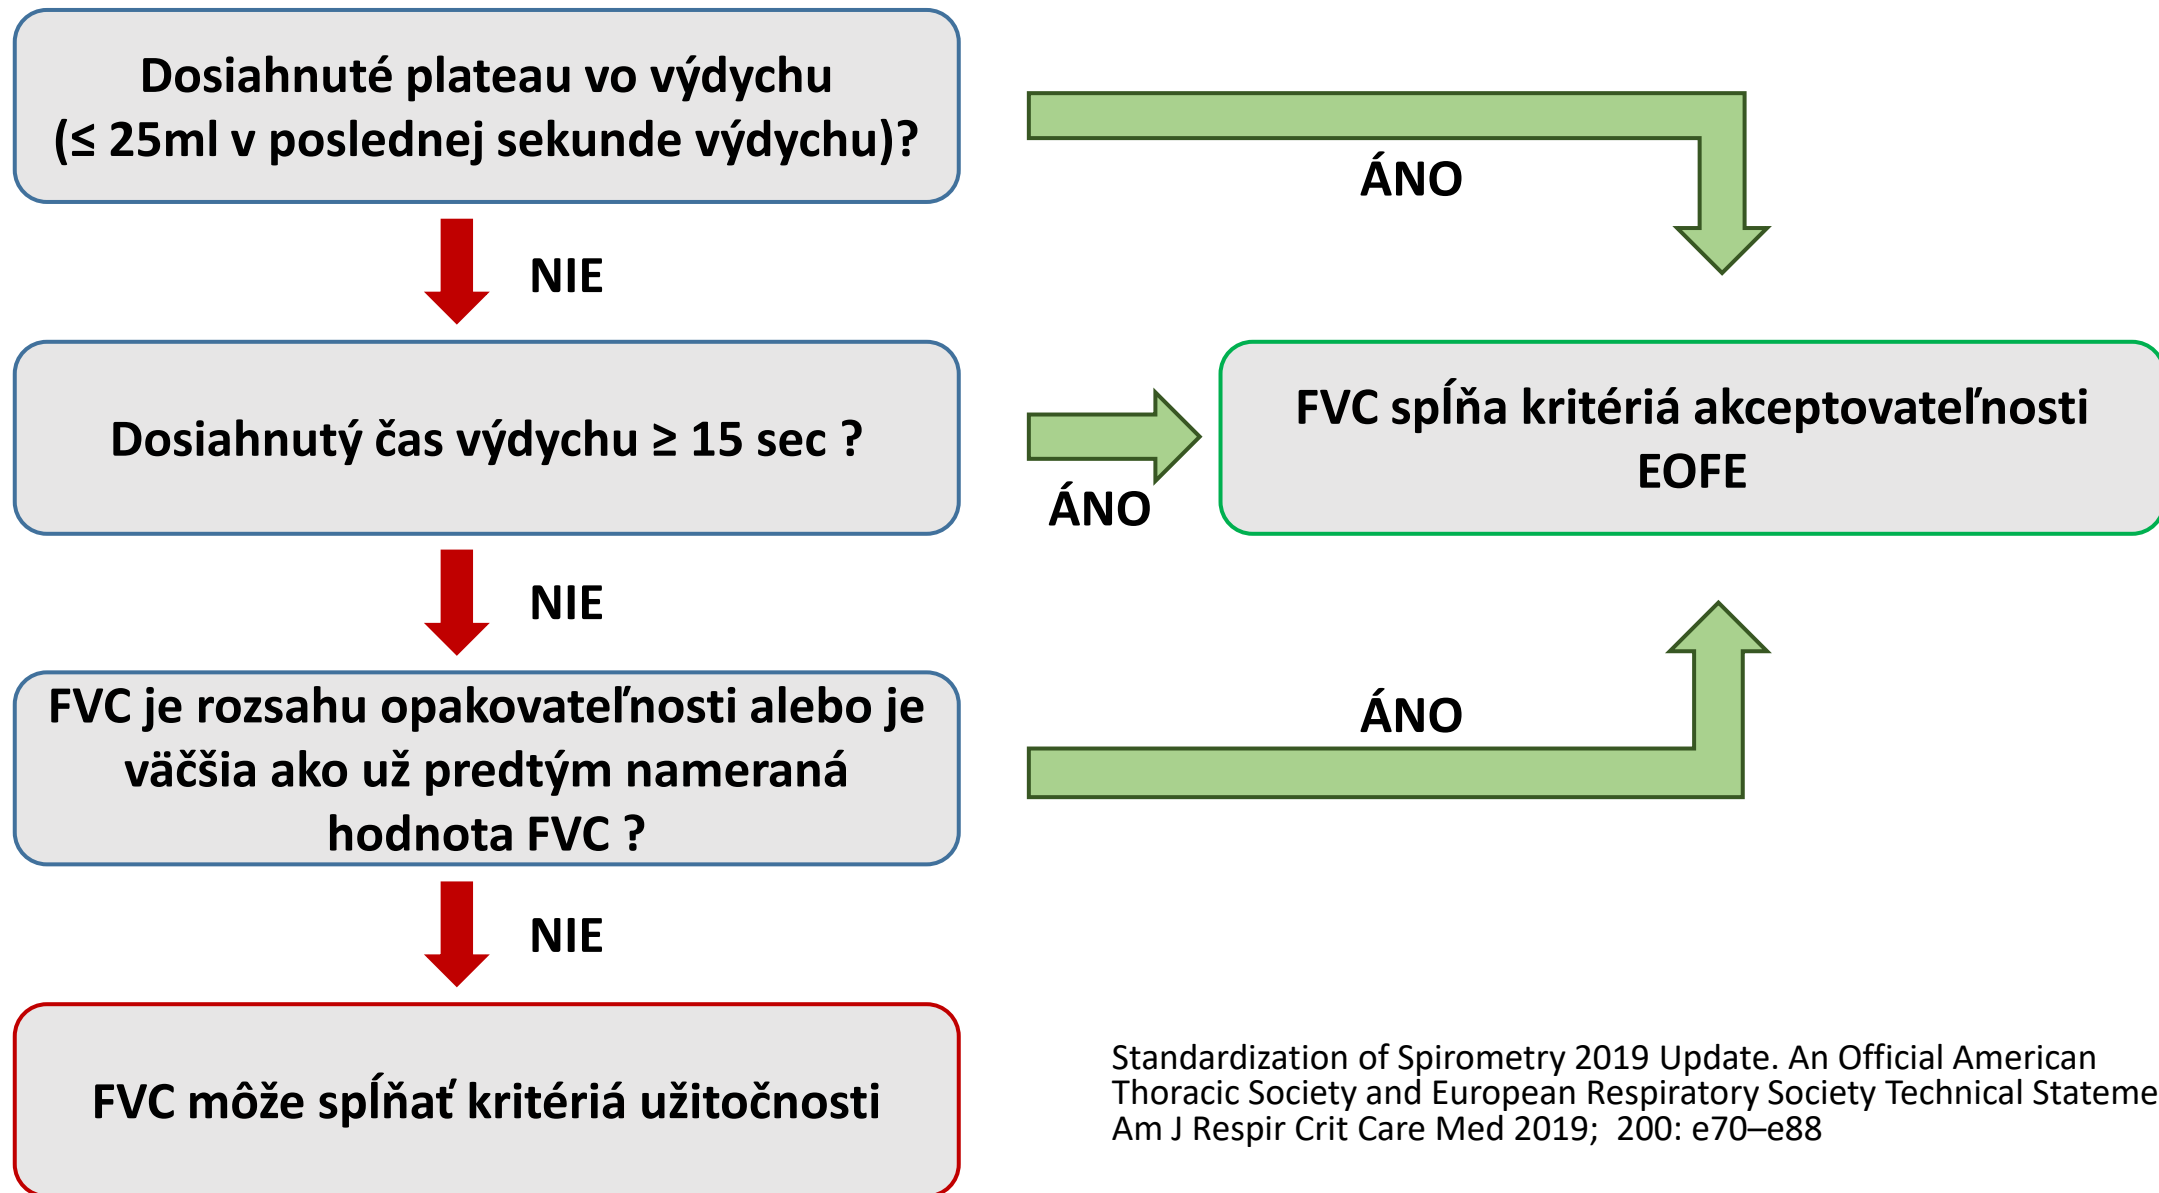 Dosiahnuté plateau vo výdychu
(≤ 25ml v poslednej sekunde výdychu)?
ÁNO
NIE
Dosiahnutý čas výdychu ≥ 15 sec ?
ÁNO
FVC spĺňa kritériá akceptovateľnosti
EOFE
NIE
FVC je rozsahu opakovateľnosti alebo je
väčšia ako už predtým nameraná
hodnota FVC ?
ÁNO
NIE
FVC môže spĺňať kritériá užitočnosti
Standardization of Spirometry 2019 Update. An Official American
Thoracic Society and European Respiratory Society Technical Stateme
Am J Respir Crit Care Med 2019; 200: e70–e88